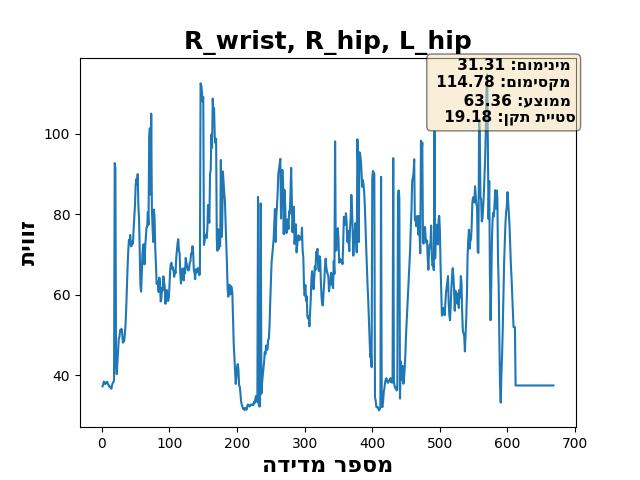 R_wrist, R_hip, L_hip
מינימום: 31.31
מקסימום: 114.78
ממוצע: 63.36
סטיית תקן: 19.18
זווית
100
80
60
40
0 100 200 300 400 500 600 700
מספר מדידה